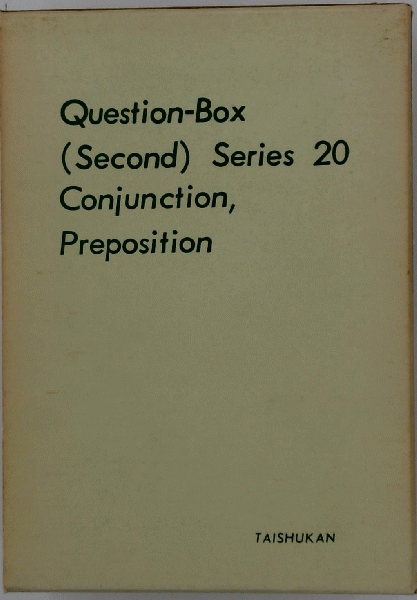 Question-Box
(Second) Series 20
Conjunction,
Preposition
TAISHUKAN